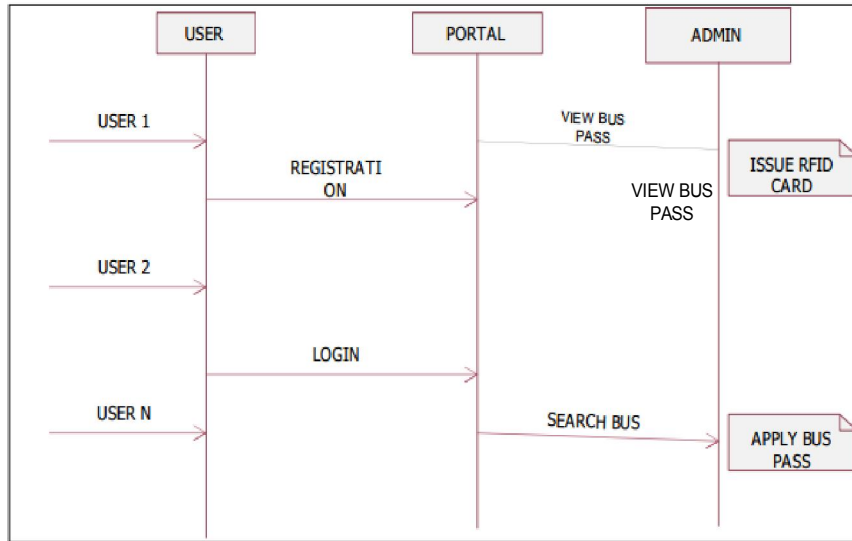 USER
PORTAL
ADMIN
USER 1
VIEW BUS
PASS
ISSUE RFID
CARD
REGISTRATI
ON
VIEW BUS
PASS
USER 2
LOGIN
USER N
SEARCH BUS
APPLY BUS
PASS